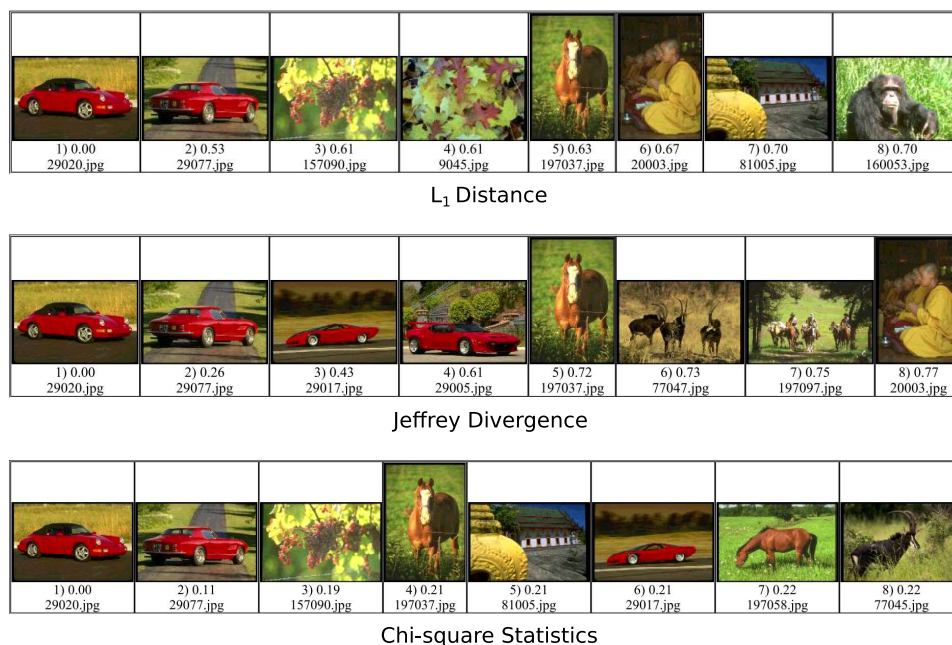 1) 0.00 2) 0.53 3) 0.61 4) 0.61 5) 0.63 6) 0.67 7) 0.70 8) 0.70
29020.jpg 29077.jpg 157090.jpg 9045.jpg 197037.jpg 20003.jpg 81005.jpg 160053.jpg
L₁ Distance
1) 0.00 2) 0.26 3) 0.43 4) 0.61 5) 0.72 6) 0.73 7) 0.75 8) 0.77
29020.jpg 29077.jpg 29017.jpg 29005.jpg 197037.jpg 77047.jpg 197097.jpg 20003.jpg
Jeffrey Divergence
1) 0.00 2) 0.11 3) 0.19 4) 0.21 5) 0.21 6) 0.21 7) 0.22 8) 0.22
29020.jpg 29077.jpg 157090.jpg 197037.jpg 81005.jpg 29017.jpg 197058.jpg 77045.jpg
Chi-square Statistics